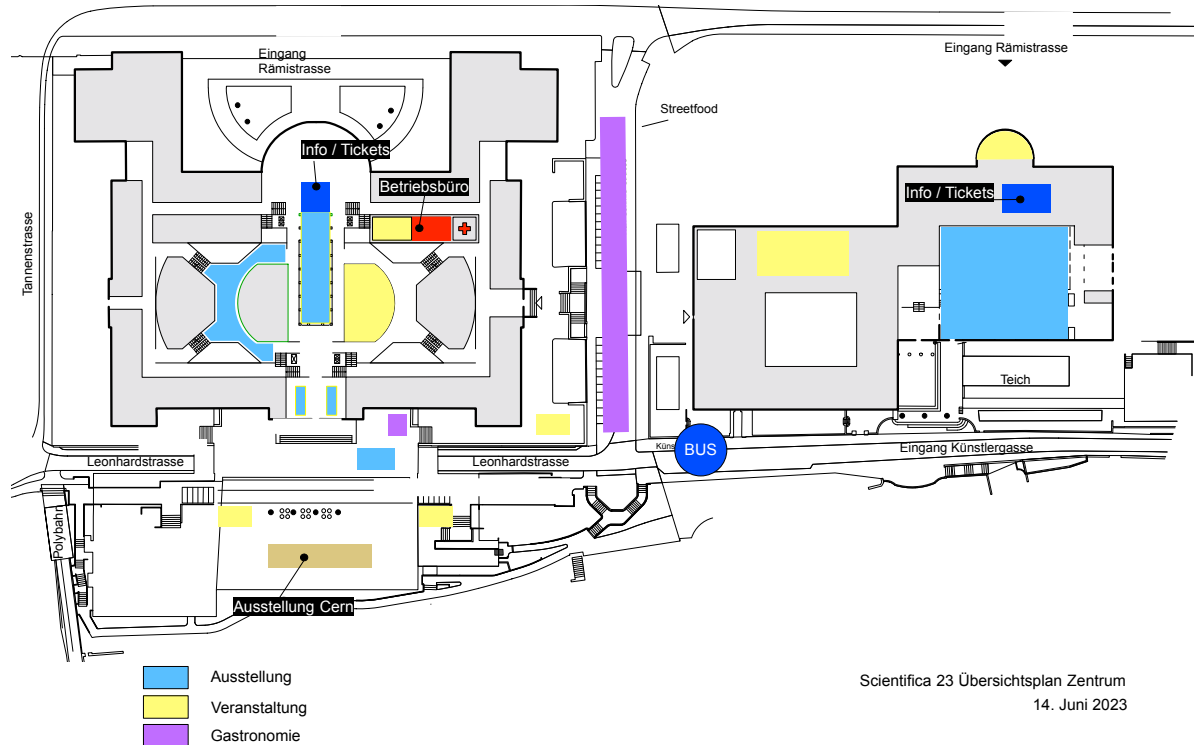 Eingang
Rämistrasse
Eingang Rämistrasse
Streetfood
Info / Tickets
Betriebsbüro
Info / Tickets
Tannenstrasse
Teich
Leonhardstrasse
Leonhardstrasse
BUS
Eingang Künstlergasse
Polybahn
Ausstellung Cern
Ausstellung
Veranstaltung
Gastronomie
Scientifica 23 Übersichtsplan Zentrum
14. Juni 2023